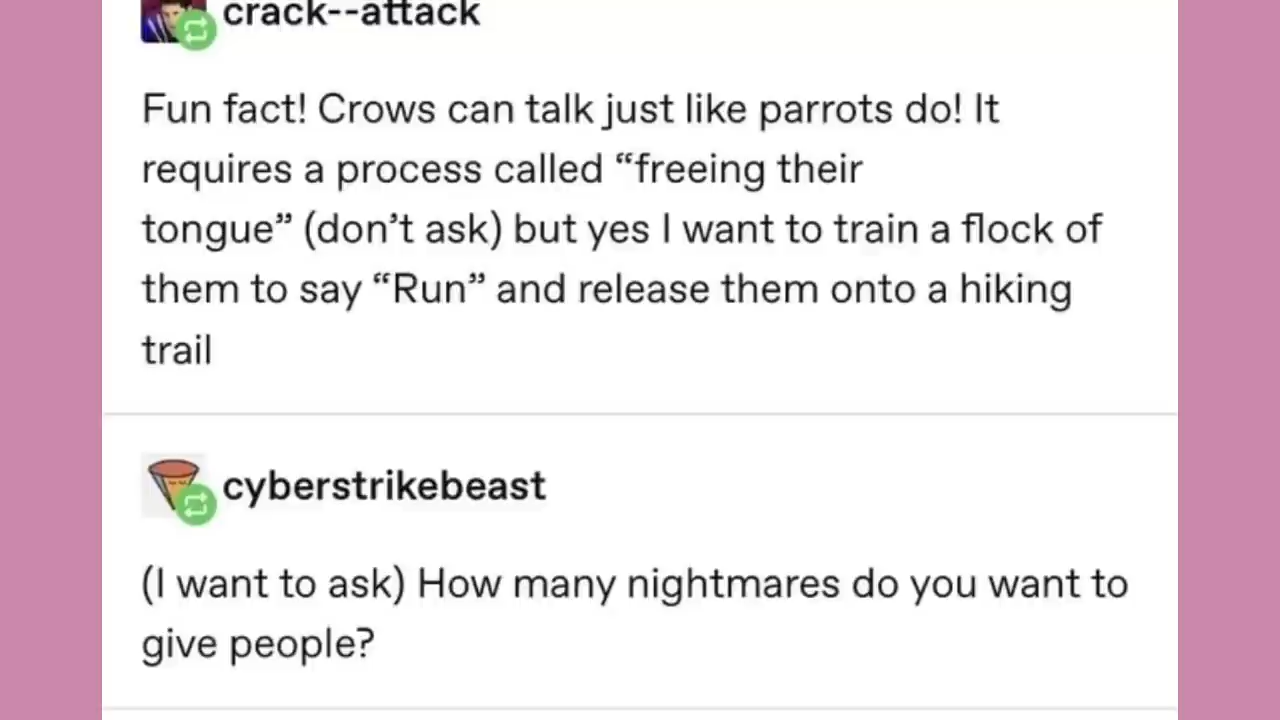 crack--attack
Fun fact! Crows can talk just like parrots do! It
requires a process called “freeing their
tongue” (don’t ask) but yes I want to train a flock of
them to say “Run” and release them onto a hiking
trail
cyberstrikebeast
(I want to ask) How many nightmares do you want to
give people?